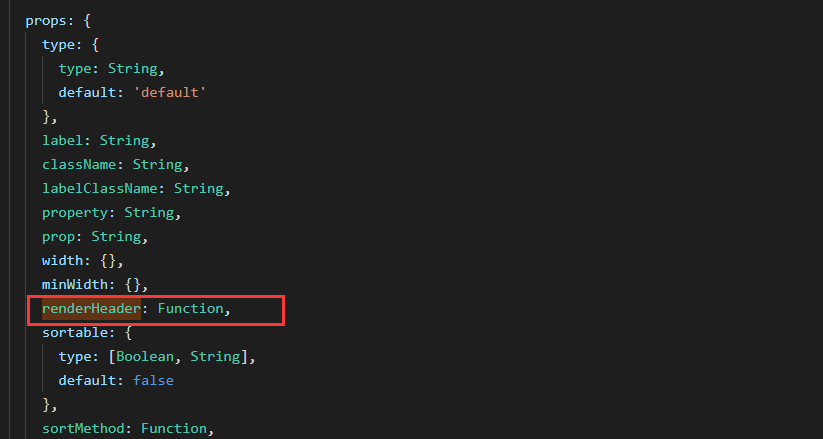 props: {
type: {
type: String,
default: 'default'
},
label: String,
className: String,
labelClassName: String,
property: String,
prop: String,
width: {},
minWidth: {},
renderHeader: Function,
sortable: {
type: [Boolean, String],
default: false
},
sortMethod: Function,